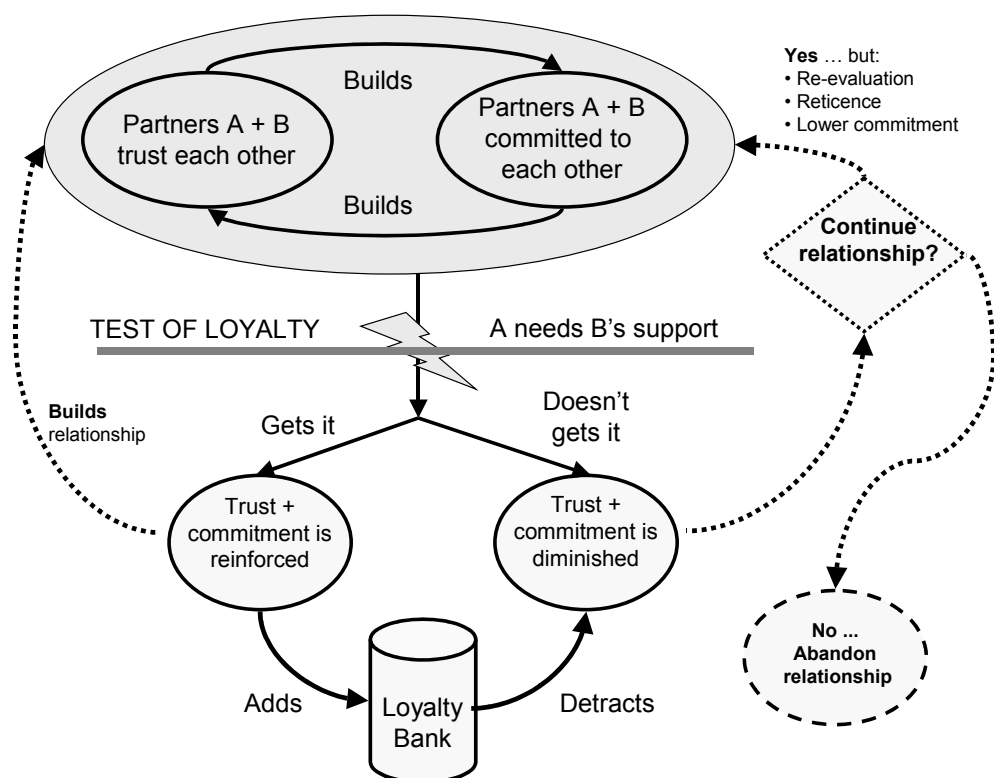 Builds
Partners A + B
trust each other
Partners A + B
committed to
each other
Builds
Yes ... but:
• Re-evaluation
• Reticence
• Lower commitment
Continue
relationship?
TEST OF LOYALTY
A needs B's support
Builds
relationship
Gets it
Doesn't
gets it
Trust +
commitment is
reinforced
Trust +
commitment is
diminished
No ...
Abandon
relationship
Adds
Loyalty
Bank
Detracts